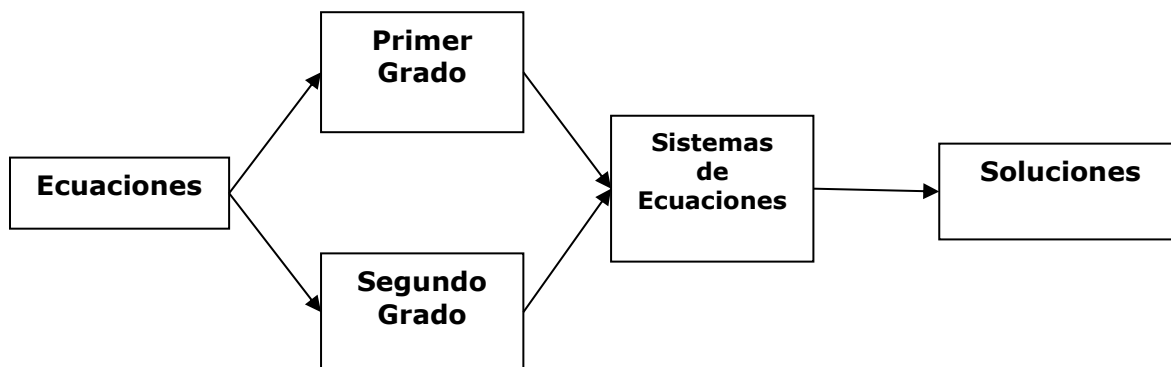 Ecuaciones
Primer
Grado
Segundo
Grado
Sistemas
de
Ecuaciones
Soluciones